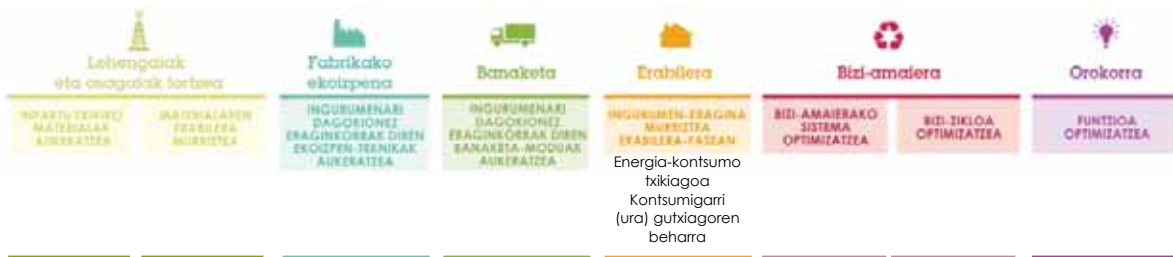 Lehengaiak
eta osagaiak lortzea
INPAKTU TXIKIKO
MATERIALAK
AUKERATZEA
MATERIALAREN
ERABILERA
MURRIZTEA
Fabrikako
ekoizpena
INGURUMENARI
DAGOKIONEZ
ERAGINKORRAK DIREN
EKOIZPEN-TEKNIKAK
AUKERATZEA
Banaketa
INGURUMENARI
DAGOKIONEZ
ERAGINKORRAK DIREN
BANAKETA-MODUAK
AUKERATZEA
Erabilera
INGURUMEN-ERAGINA
MURRIZTEA
ERABILERA-FASEAN
Energia-kontsumo
txikiagoa
Kontsumigarri
(ura) gutxiagoren
beharra
Bizi-amaiera
BIZI-AMAIERAKO
SISTEMA
OPTIMIZATZEA
BIZI-ZIKLOA
OPTIMIZATZEA
Orokorra
FUNTZIOA
OPTIMIZATZEA